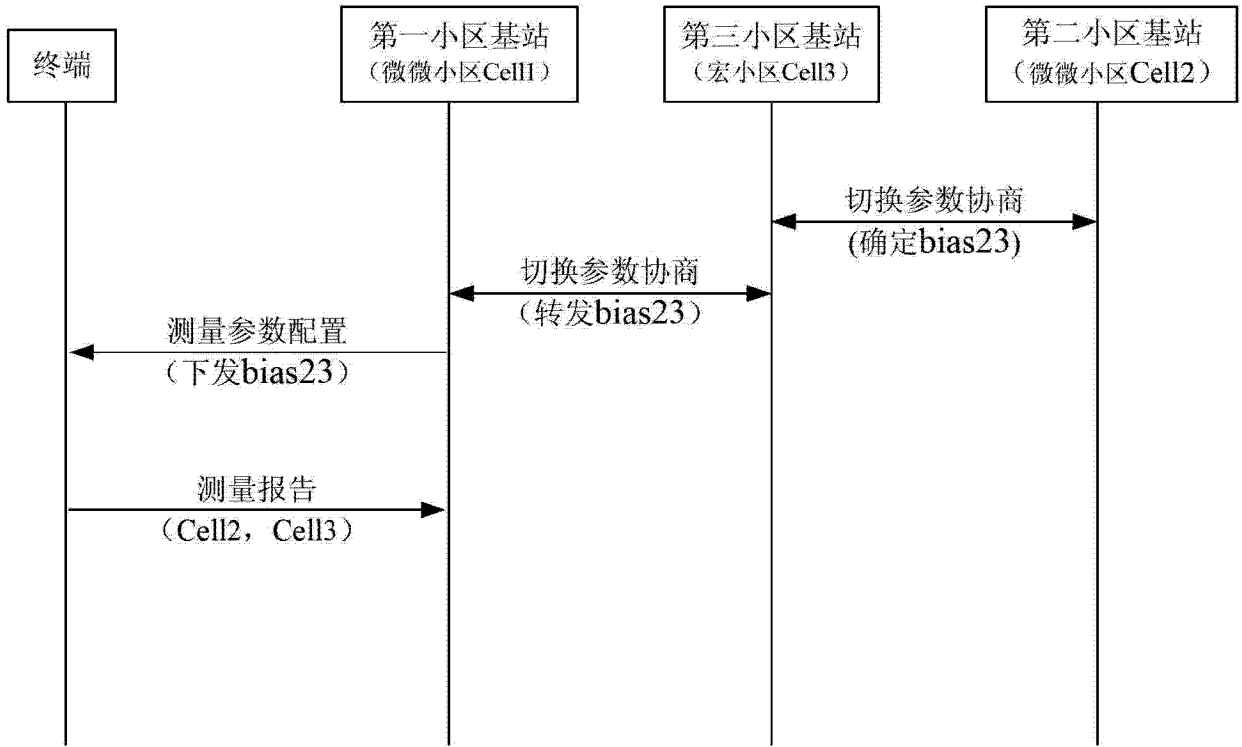 终端
第一小区基站
（微微小区Cell1）
第三小区基站
（宏小区Cell3）
第二小区基站
（微微小区Cell2）
切换参数协商
(确定bias23)
切换参数协商
（转发bias23）
测量参数配置
（下发bias23）
测量报告
（Cell2，Cell3）